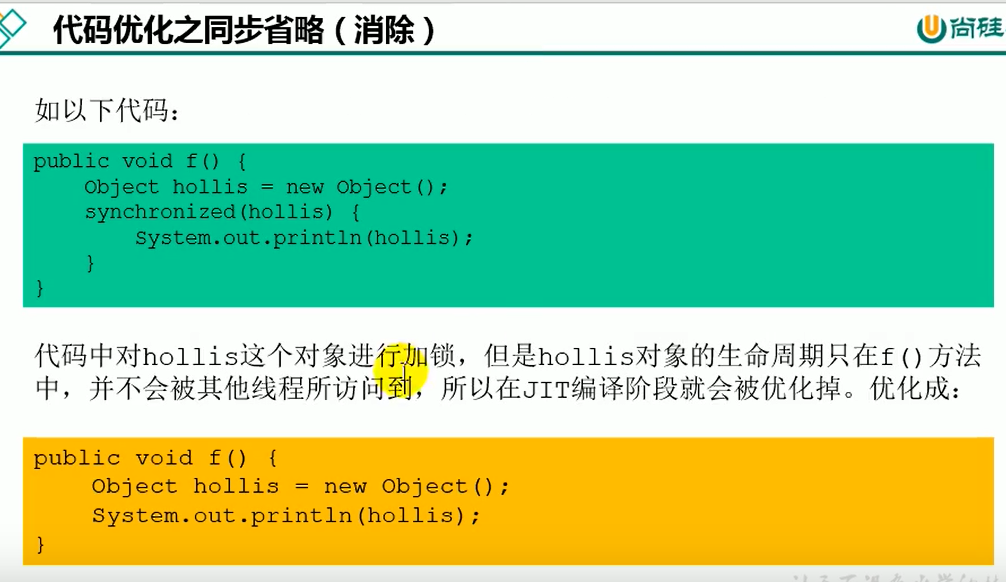 代码优化之同步省略（消除）
尚硅
如以下代码：
public void f() {
    Object hollis = new Object();
    synchronized(hollis) {
        System.out.println(hollis);
    }
}
代码中对hollis这个对象进行加锁，但是hollis对象的生命周期只在f()方法
中，并不会被其他线程所访问到，所以在JIT编译阶段就会被优化掉。优化成：
public void f() {
    Object hollis = new Object();
    System.out.println(hollis);
}